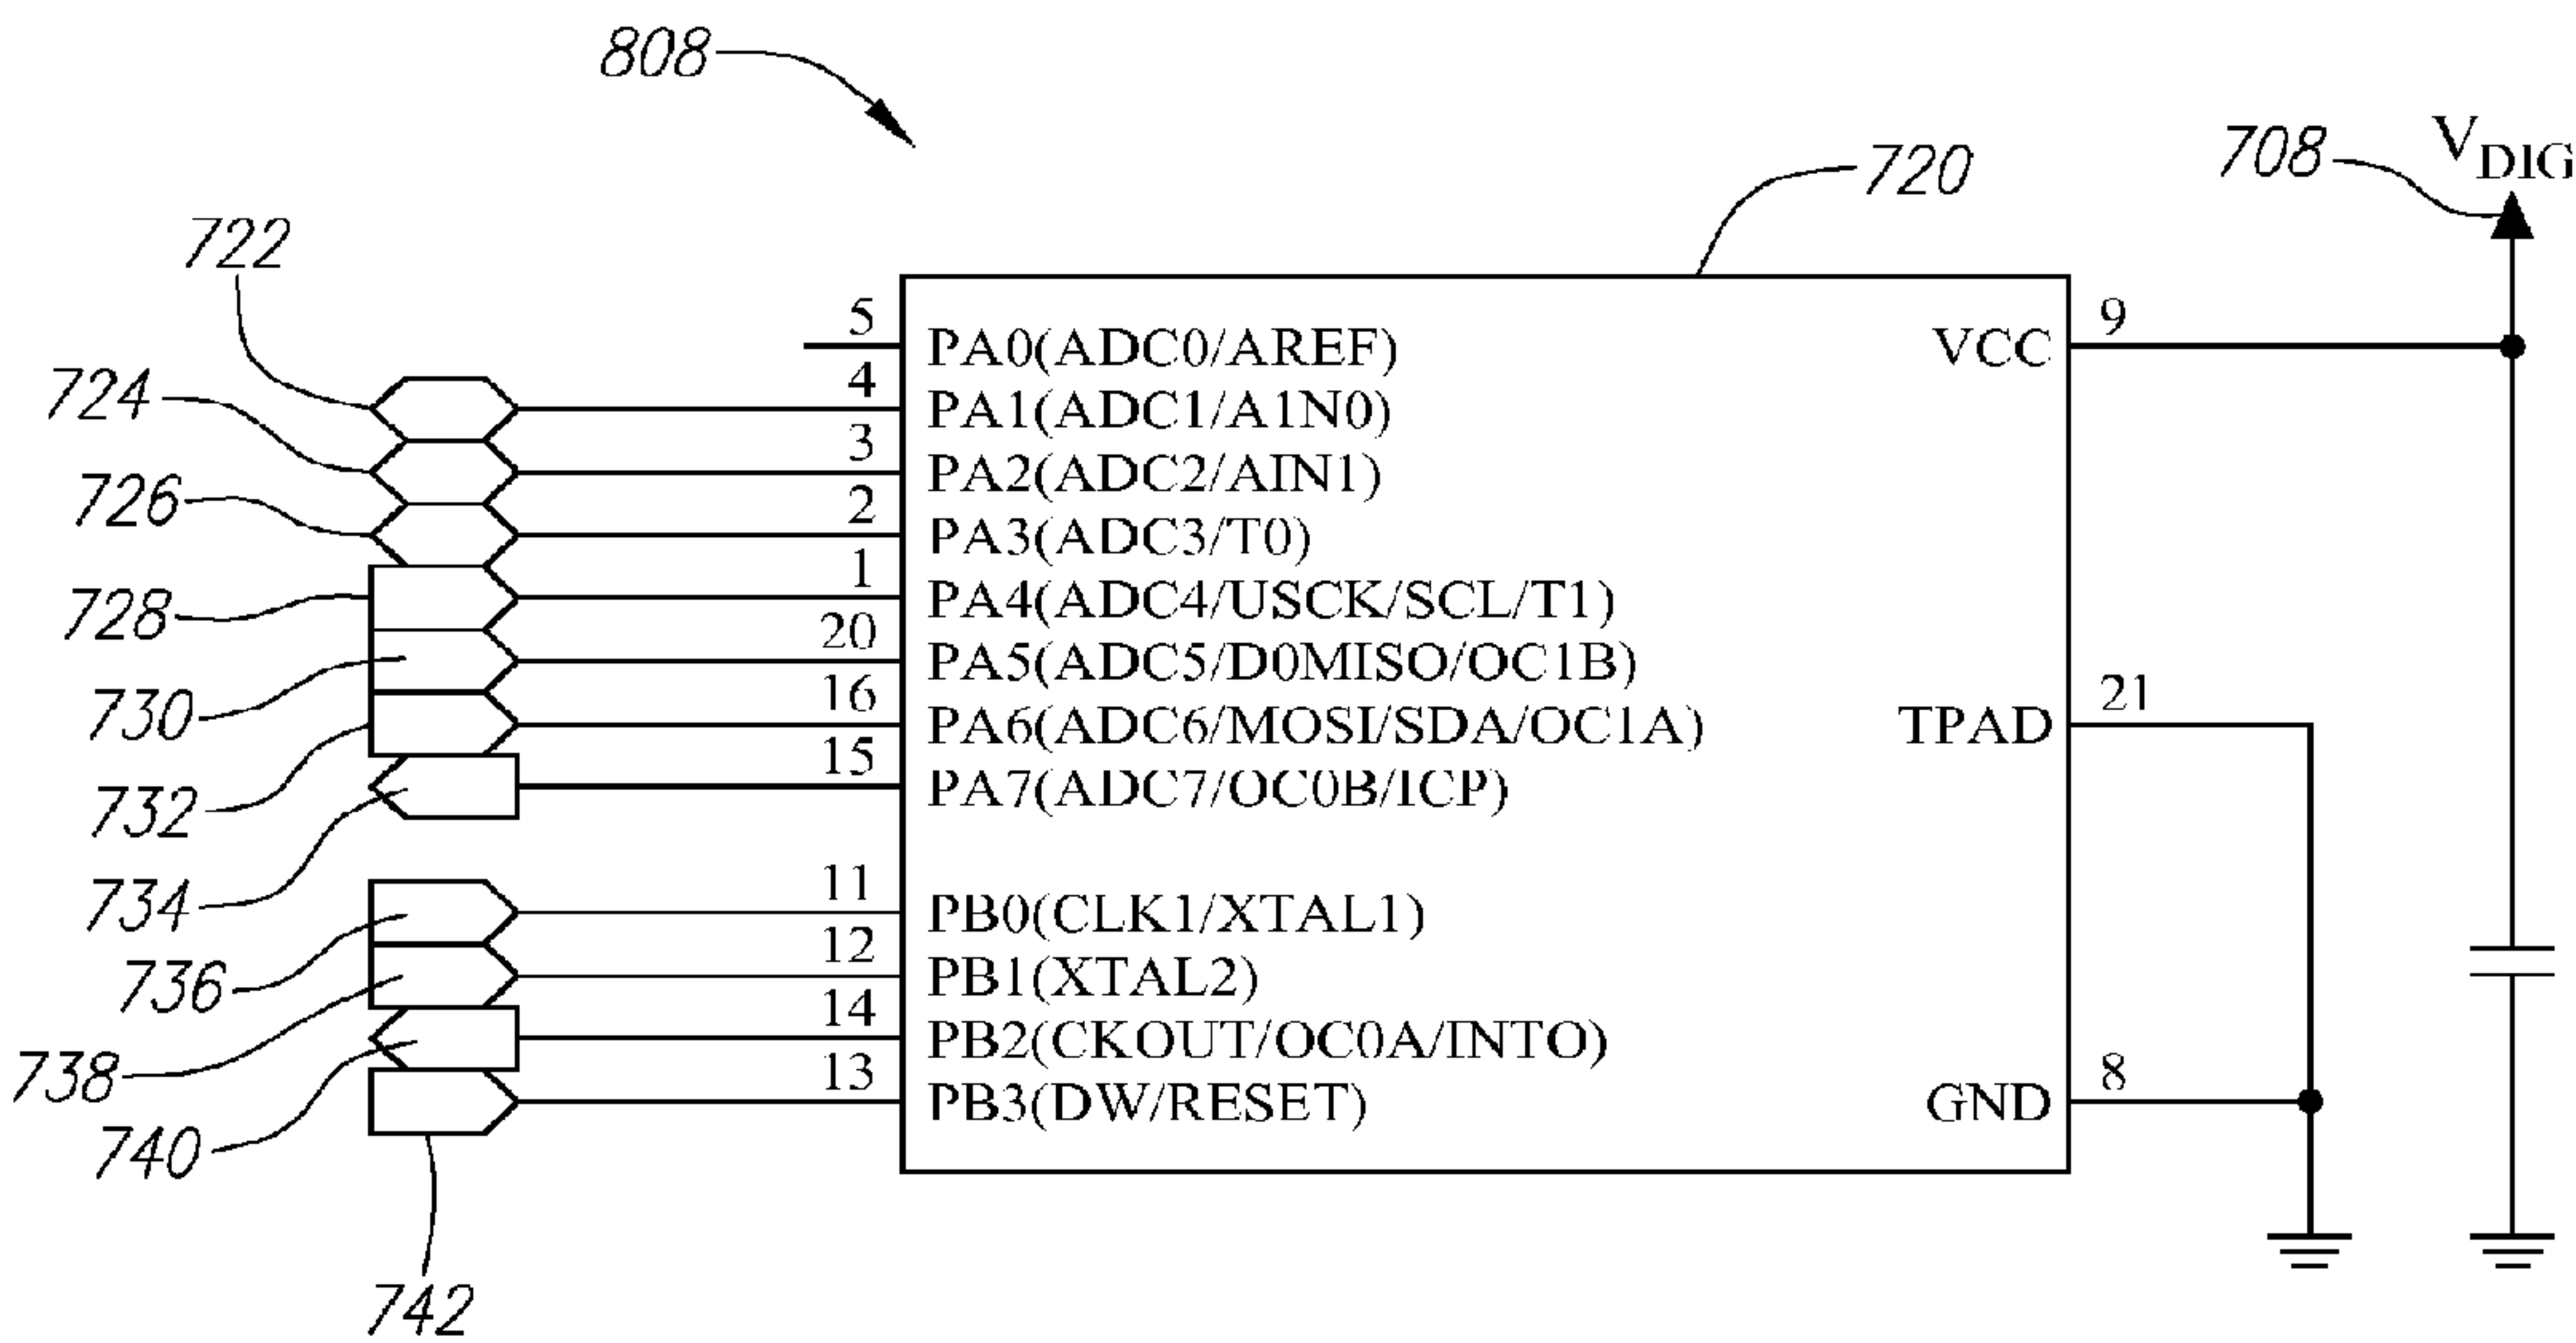 808
708
V DIG
720
722
724
726
728
730
732
734
736
738
740
742
5 PA0(ADC0/AREF)
4 PA1(ADC1/A1N0)
3 PA2(ADC2/AIN1)
2 PA3(ADC3/T0)
1 PA4(ADC4/USCK/SCL/T1)
20 PA5(ADC5/D0MISO/OC1B)
16 PA6(ADC6/MOSI/SDA/OC1A)
15 PA7(ADC7/OC0B/ICP)
11 PB0(CLK1/XTAL1)
12 PB1(XTAL2)
14 PB2(CKOUT/OC0A/INTO)
13 PB3(DW/RESET)
VCC 9
TPAD 21
GND 8